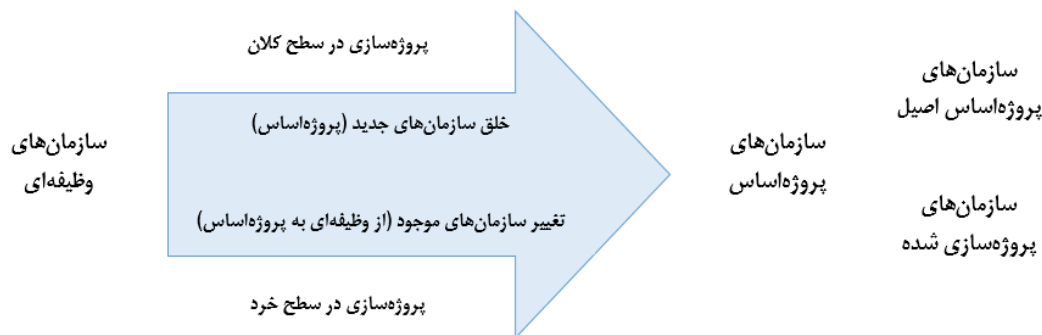 پروژه‌سازی در سطح کلان
سازمان‌های
پروژه‌اساس اصیل
خلق سازمان‌های جدید (پروژه‌اساس)
سازمان‌های
وظیفه‌ای
سازمان‌های
پروژه‌اساس
تغییر سازمان‌های موجود (از وظیفه‌ای به پروژه‌اساس)
سازمان‌های
پروژه‌سازی شده
پروژه‌سازی در سطح خرد